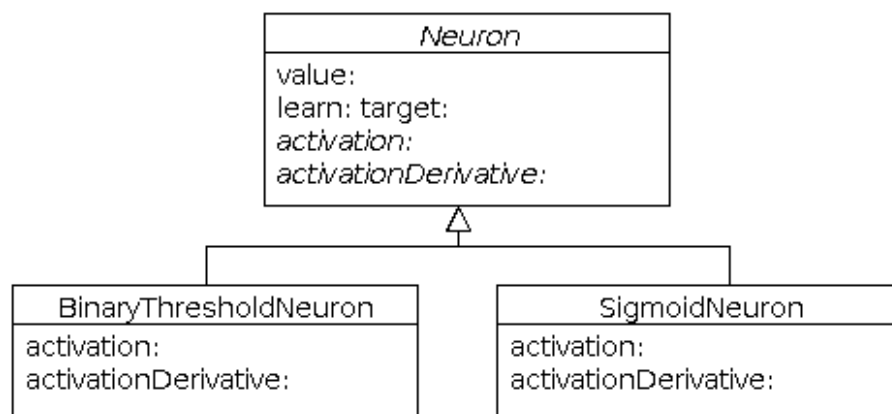 Neuron
value:
learn: target:
activation:
activationDerivative:
BinaryThresholdNeuron
activation:
activationDerivative:
SigmoidNeuron
activation:
activationDerivative: